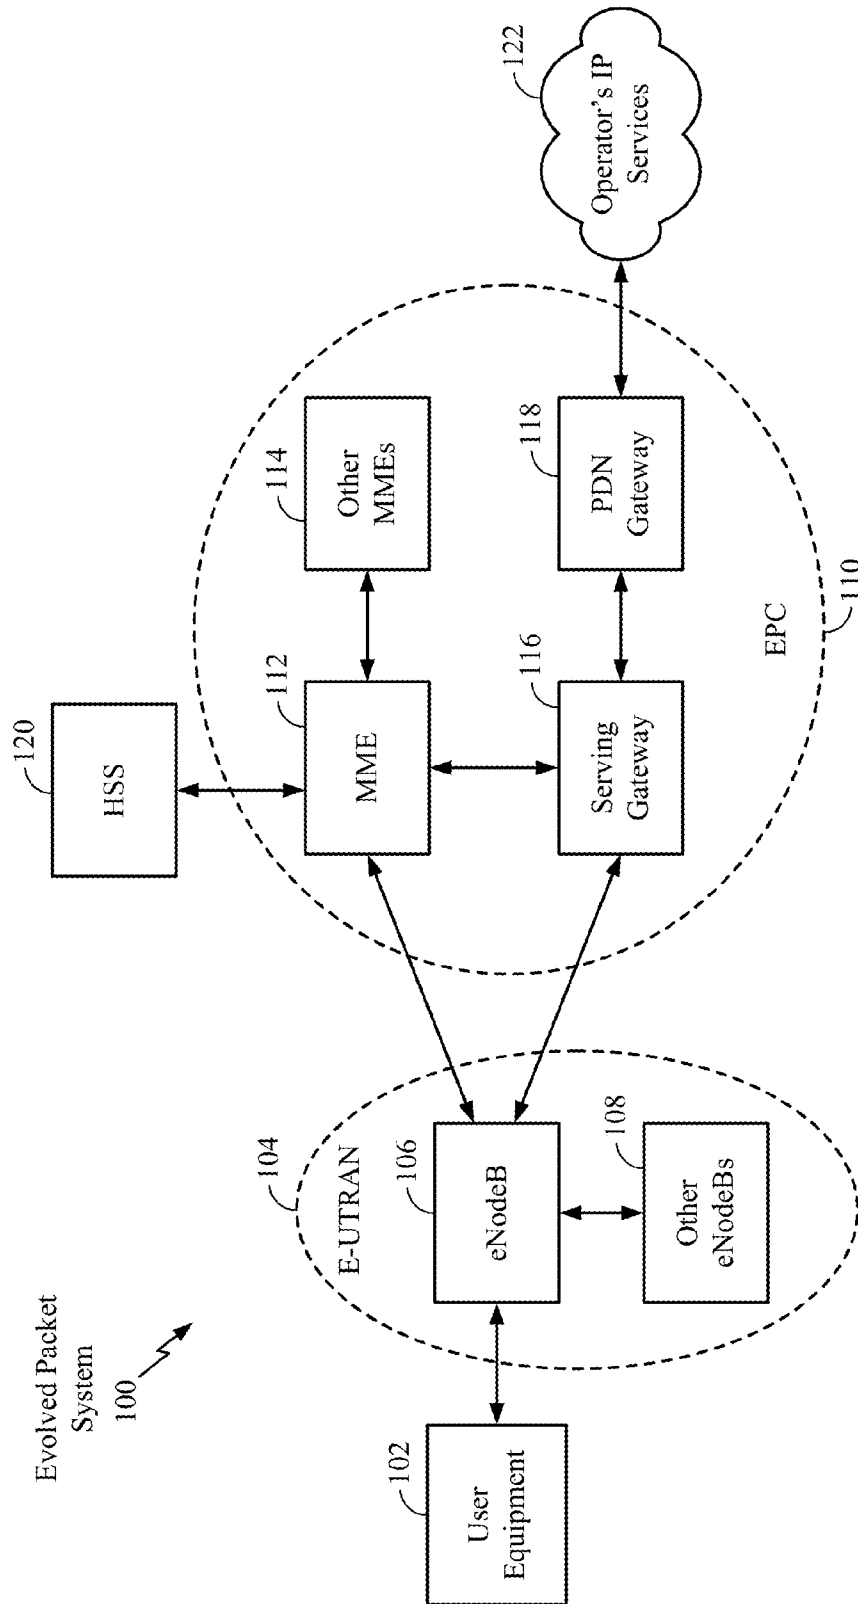 Evolved Packet
System
100
102
User
Equipment
104
E-UTRAN
106
eNodeB
108
Other
eNodeBs
120
HSS
112
MME
114
Other
MMEs
116
Serving
Gateway
118
PDN
Gateway
EPC
110
122
Operator's IP
Services